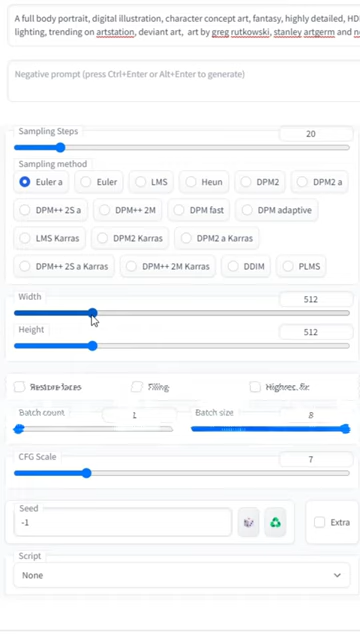 A full body portrait, digital illustration, character concept art, fantasy, highly detailed, HD
lighting, trending on artstation, deviant art, art by greg rutkowski, stanley artgerm and
Negative prompt (press Ctrl+Enter or Alt+Enter to generate)
Sampling Steps 20
Sampling method
Euler a Euler LMS Heun DPM2 DPM2 a
DPM++ 2S a DPM++ 2M DPM fast DPM adaptive
LMS Karras DPM2 Karras DPM2 a Karras
DPM++ 2S a Karras DPM++ 2M Karras DDIM PLMS
Width 512
Height 512
Restore faces Tiling Highres. fix
Batch count 1 Batch size 8
CFG Scale 7
Seed
-1
Extra
Script
None